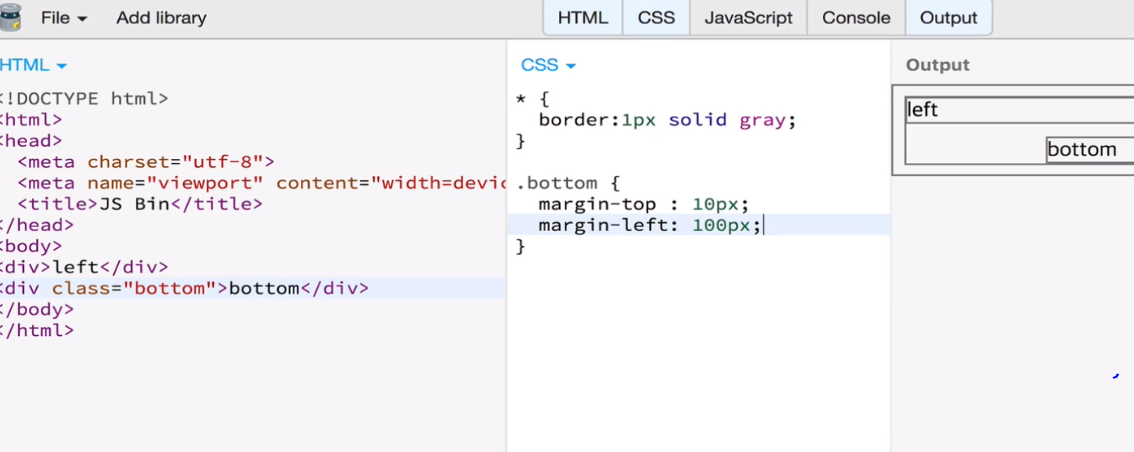 File Add library HTML CSS JavaScript Console Output
HTML
<!DOCTYPE html>
<html>
<head>
<meta charset="utf-8">
<meta name="viewport" content="width=devic
<title>JS Bin</title>
</head>
<body>
<div>left</div>
<div class="bottom">bottom</div>
</body>
</html>
CSS
* {
border:1px solid gray;
}
.bottom {
margin-top : 10px;
margin-left: 100px;
}
Output
left
bottom